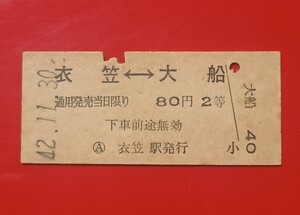 42.11.30
衣笠↔大船
通用発売当日限り 80円 2等
下車前途無効
Ⓐ 衣笠駅発行
大船
小 40